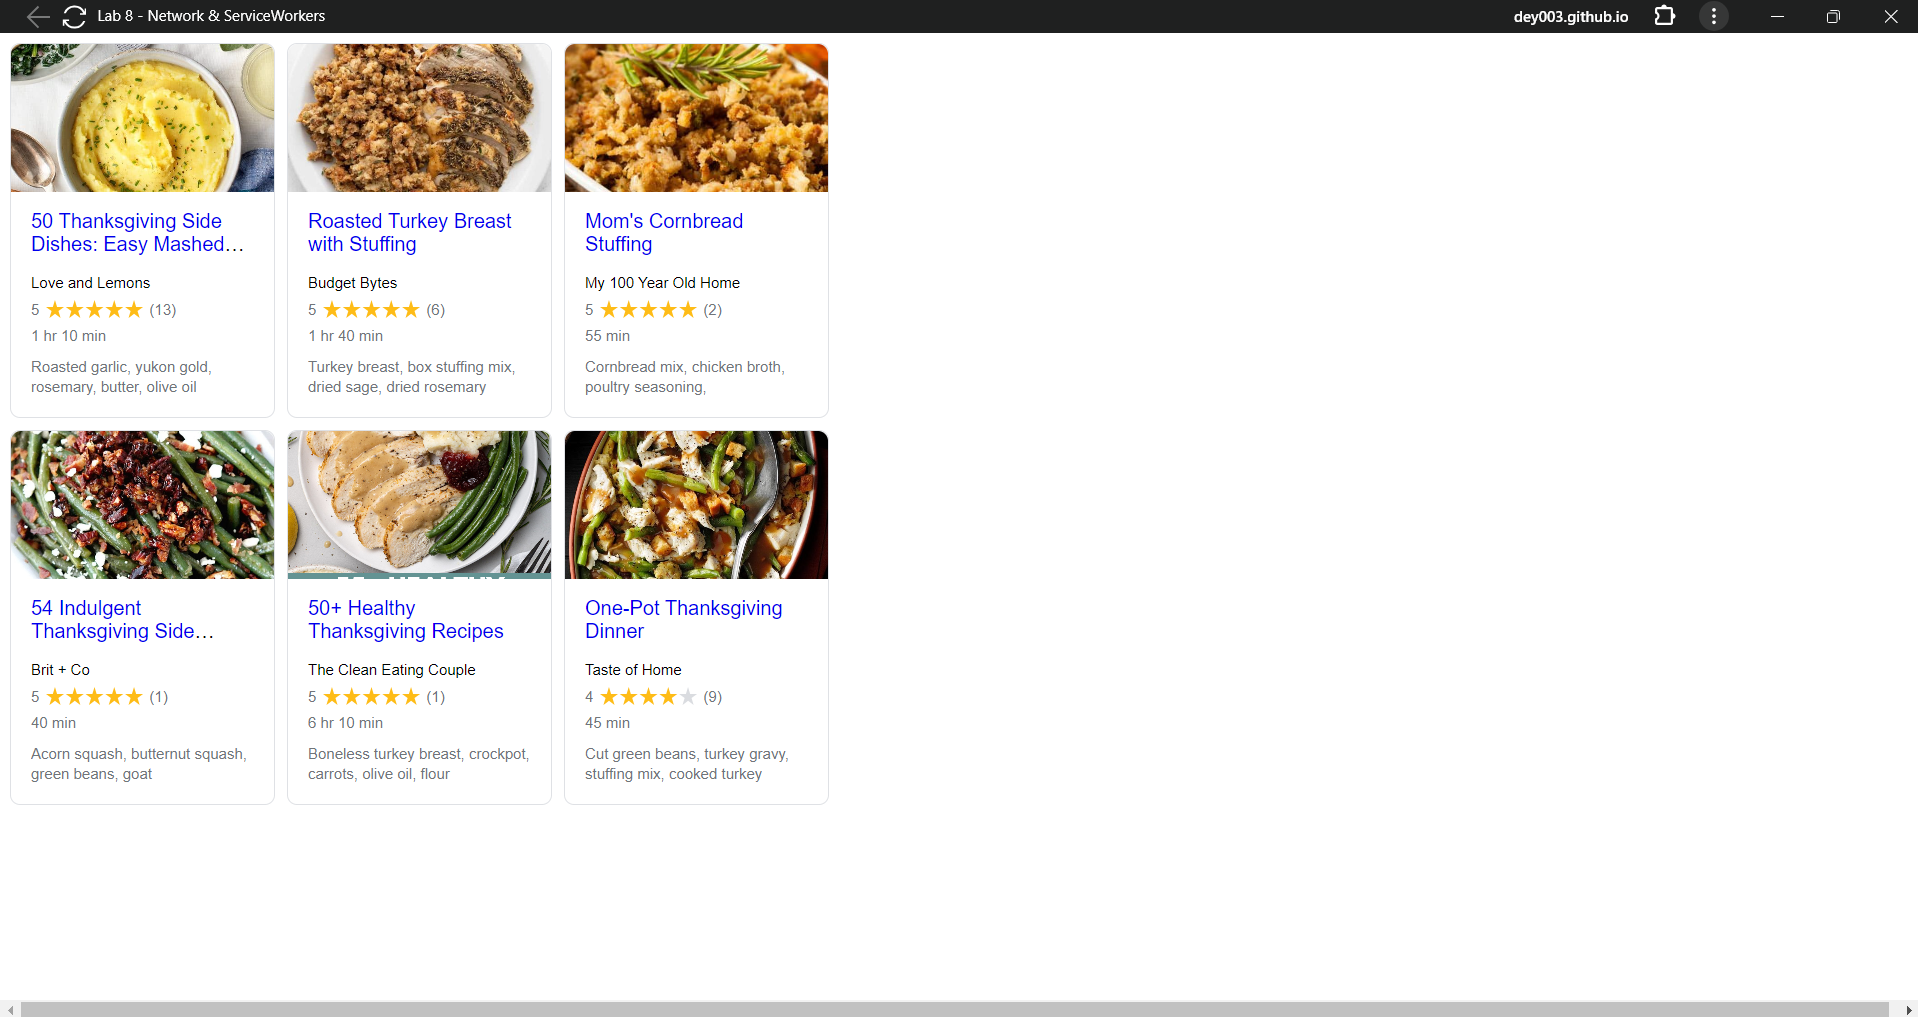 Lab 8 - Network & ServiceWorkers
dey003.github.io
50 Thanksgiving Side
Dishes: Easy Mashed...
Love and Lemons
5 (13)
1 hr 10 min
Roasted garlic, yukon gold,
rosemary, butter, olive oil
Roasted Turkey Breast
with Stuffing
Budget Bytes
5 (6)
1 hr 40 min
Turkey breast, box stuffing mix,
dried sage, dried rosemary
Mom's Cornbread
Stuffing
My 100 Year Old Home
5 (2)
55 min
Cornbread mix, chicken broth,
poultry seasoning,
54 Indulgent
Thanksgiving Side...
Brit + Co
5 (1)
40 min
Acorn squash, butternut squash,
green beans, goat
50+ Healthy
Thanksgiving Recipes
The Clean Eating Couple
5 (1)
6 hr 10 min
Boneless turkey breast, crockpot,
carrots, olive oil, flour
One-Pot Thanksgiving
Dinner
Taste of Home
4 (9)
45 min
Cut green beans, turkey gravy,
stuffing mix, cooked turkey